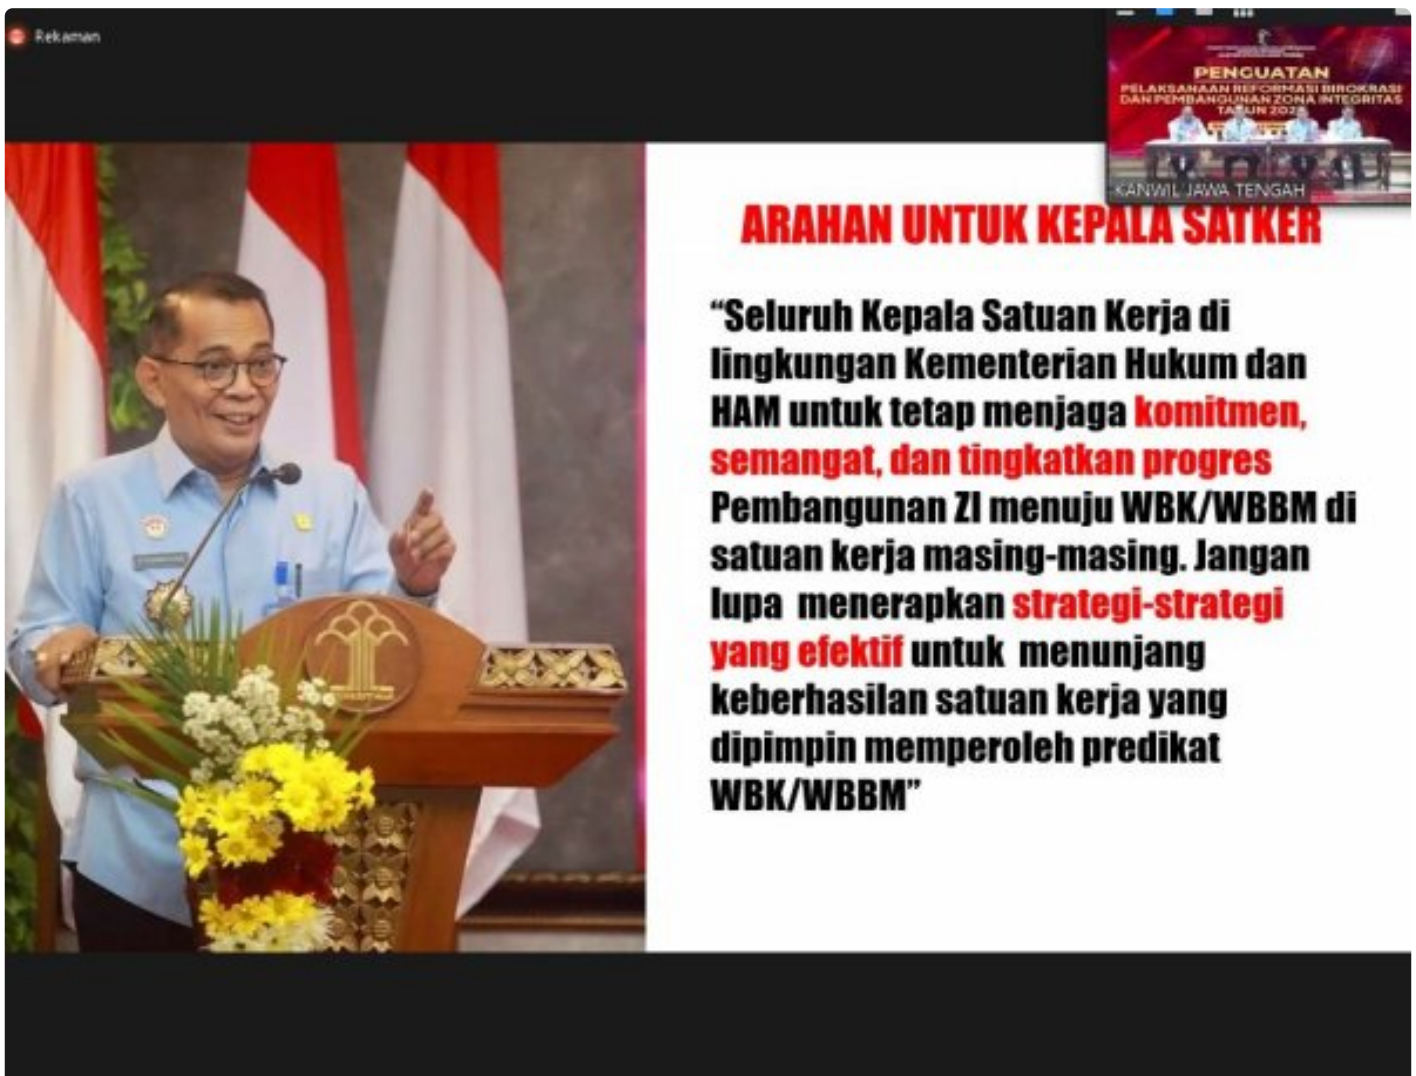 Rekaman
PENGUATAN
PELAKSANAAN REFORMASI BIROKRASI
DAN PEMBANGUNAN ZONA INTEGRITAS
KANWIL JAWA TENGAH
ARAHAN UNTUK KEPALA SATKER
“Seluruh Kepala Satuan Kerja di
lingkungan Kementerian Hukum dan
HAM untuk tetap menjaga komitmen,
semangat, dan tingkatkan progres
Pembangunan ZI menuju WBK/WBBM di
satuan kerja masing-masing. Jangan
lupa menerapkan strategi-strategi
yang efektif untuk menunjang
keberhasilan satuan kerja yang
dipimpin memperoleh predikat
WBK/WBBM”